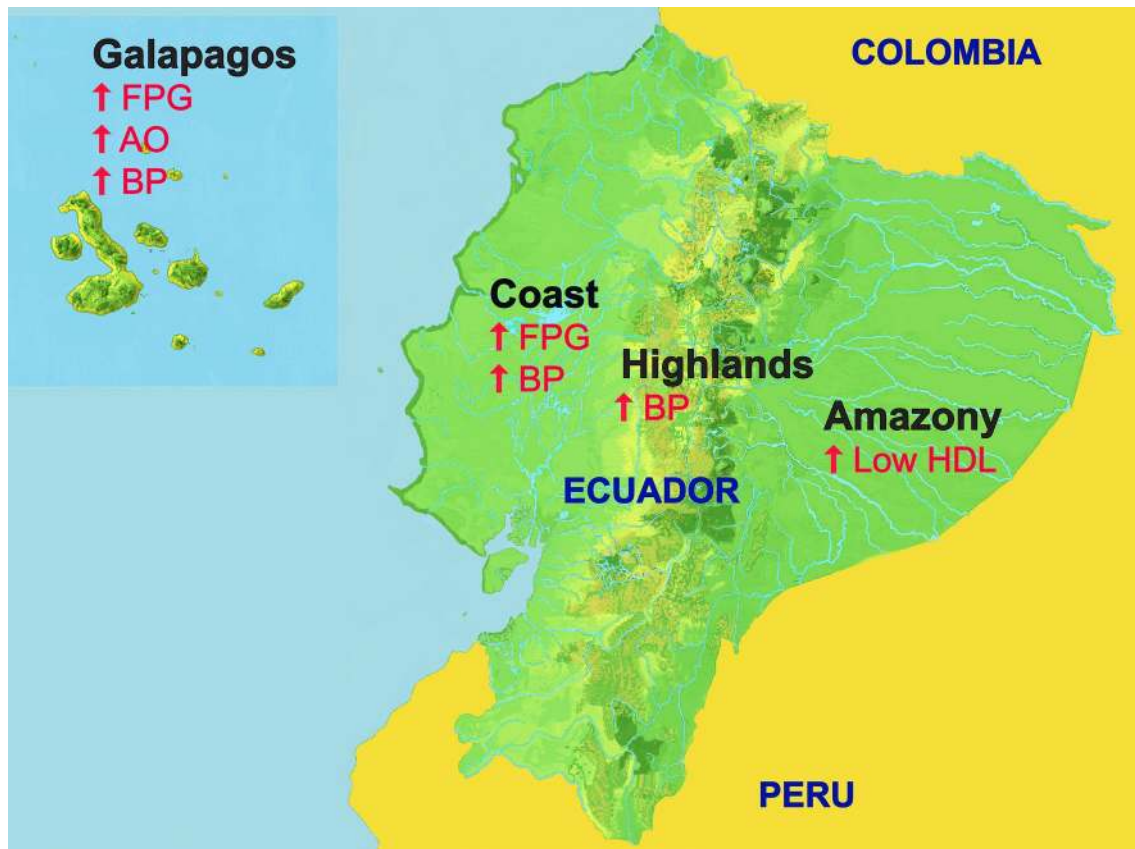 Galapagos
↑ FPG
↑ AO
↑ BP
COLOMBIA
Coast
↑ FPG
↑ BP
Highlands
↑ BP
Amazony
↑ Low HDL
ECUADOR
PERU